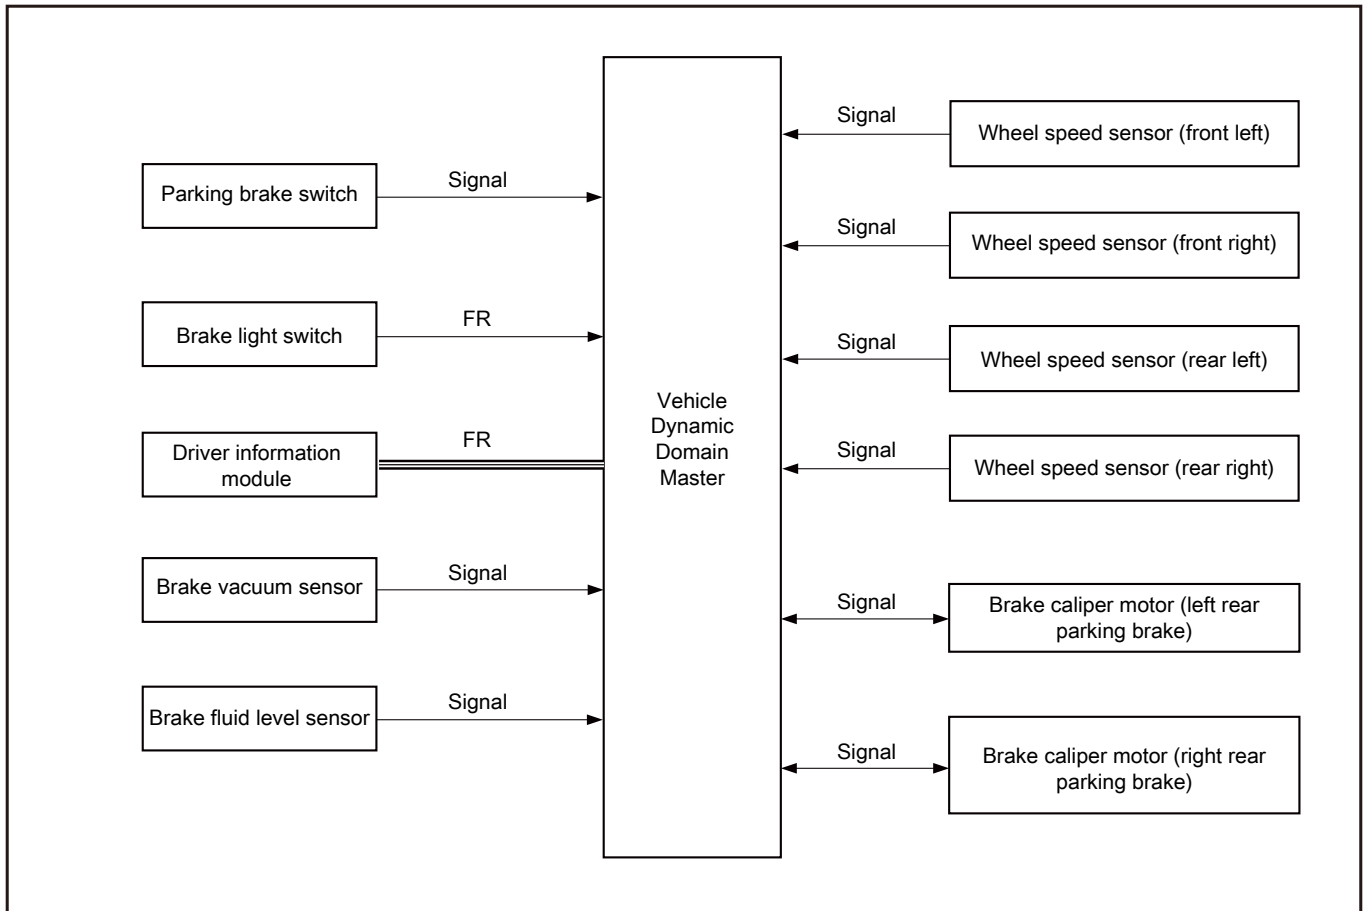 Parking brake switch
Signal
Brake light switch
FR
Driver information
module
FR
Brake vacuum sensor
Signal
Brake fluid level sensor
Signal
Vehicle
Dynamic
Domain
Master
Signal
Wheel speed sensor (front left)
Signal
Wheel speed sensor (front right)
Signal
Wheel speed sensor (rear left)
Signal
Wheel speed sensor (rear right)
Signal
Brake caliper motor (left rear
parking brake)
Signal
Brake caliper motor (right rear
parking brake)